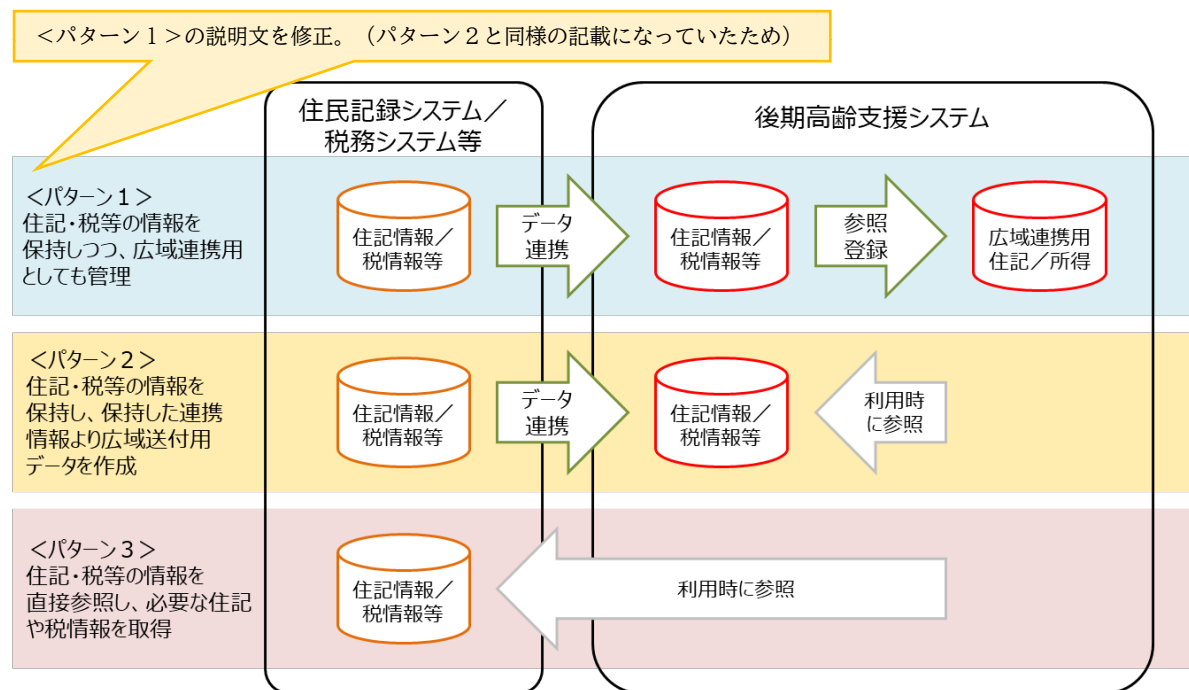 ＜パターン１＞の説明文を修正。（パターン２と同様の記載になっていたため）
住民記録システム／
税務システム等
後期高齢支援システム
＜パターン１＞
住記・税等の情報を
保持しつつ、広域連携用
としても管理
住記情報／
税情報等
データ
連携
住記情報／
税情報等
参照
登録
広域連携用
住記／所得
＜パターン２＞
住記・税等の情報を
保持し、保持した連携
情報より広域送付用
データを作成
住記情報／
税情報等
データ
連携
住記情報／
税情報等
利用時
に参照
＜パターン３＞
住記・税等の情報を
直接参照し、必要な住記
や税情報を取得
住記情報／
税情報等
利用時に参照